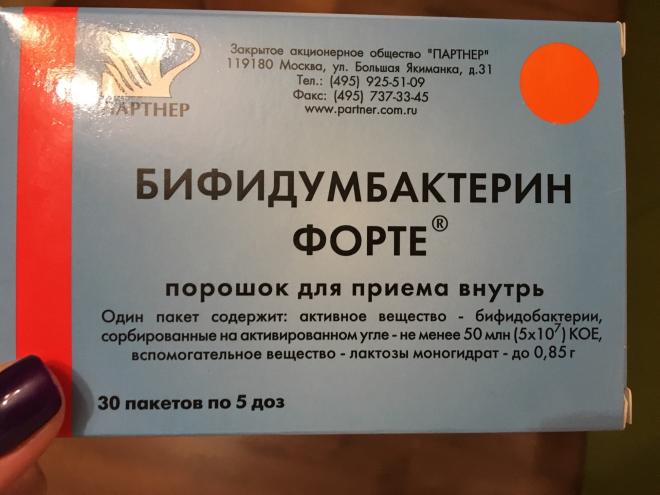 ПАРТНЕР
Закрытое акционерное общество "ПАРТНЕР"
119180 Москва, ул. Большая Якиманка, д.31
Тел.: (495) 925-51-09
Факс: (495) 737-33-45
www.partner.com.ru
БИФИДУМБАКТЕРИН
ФОРТЕ®
порошок для приема внутрь
Один пакет содержит: активное вещество - бифидобактерии,
сорбированные на активированном угле - не менее 50 млн (5х10⁷) КОЕ,
вспомогательное вещество - лактозы моногидрат - до 0,85 г
30 пакетов по 5 доз